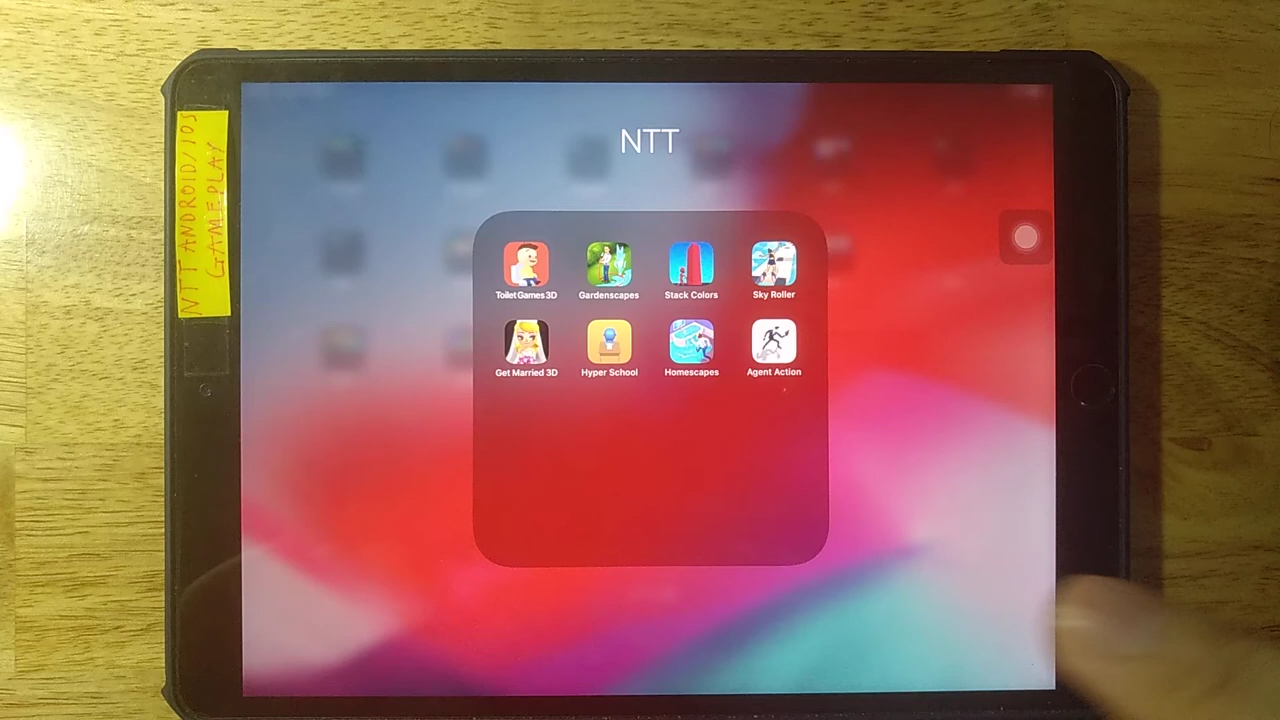 NTT ANDROID/IOS
GAMEPLAY
NTT
Toilet Games 3D
Gardenscapes
Stack Colors
Sky Roller
Get Married 3D
Hyper School
Homescapes
Agent Action